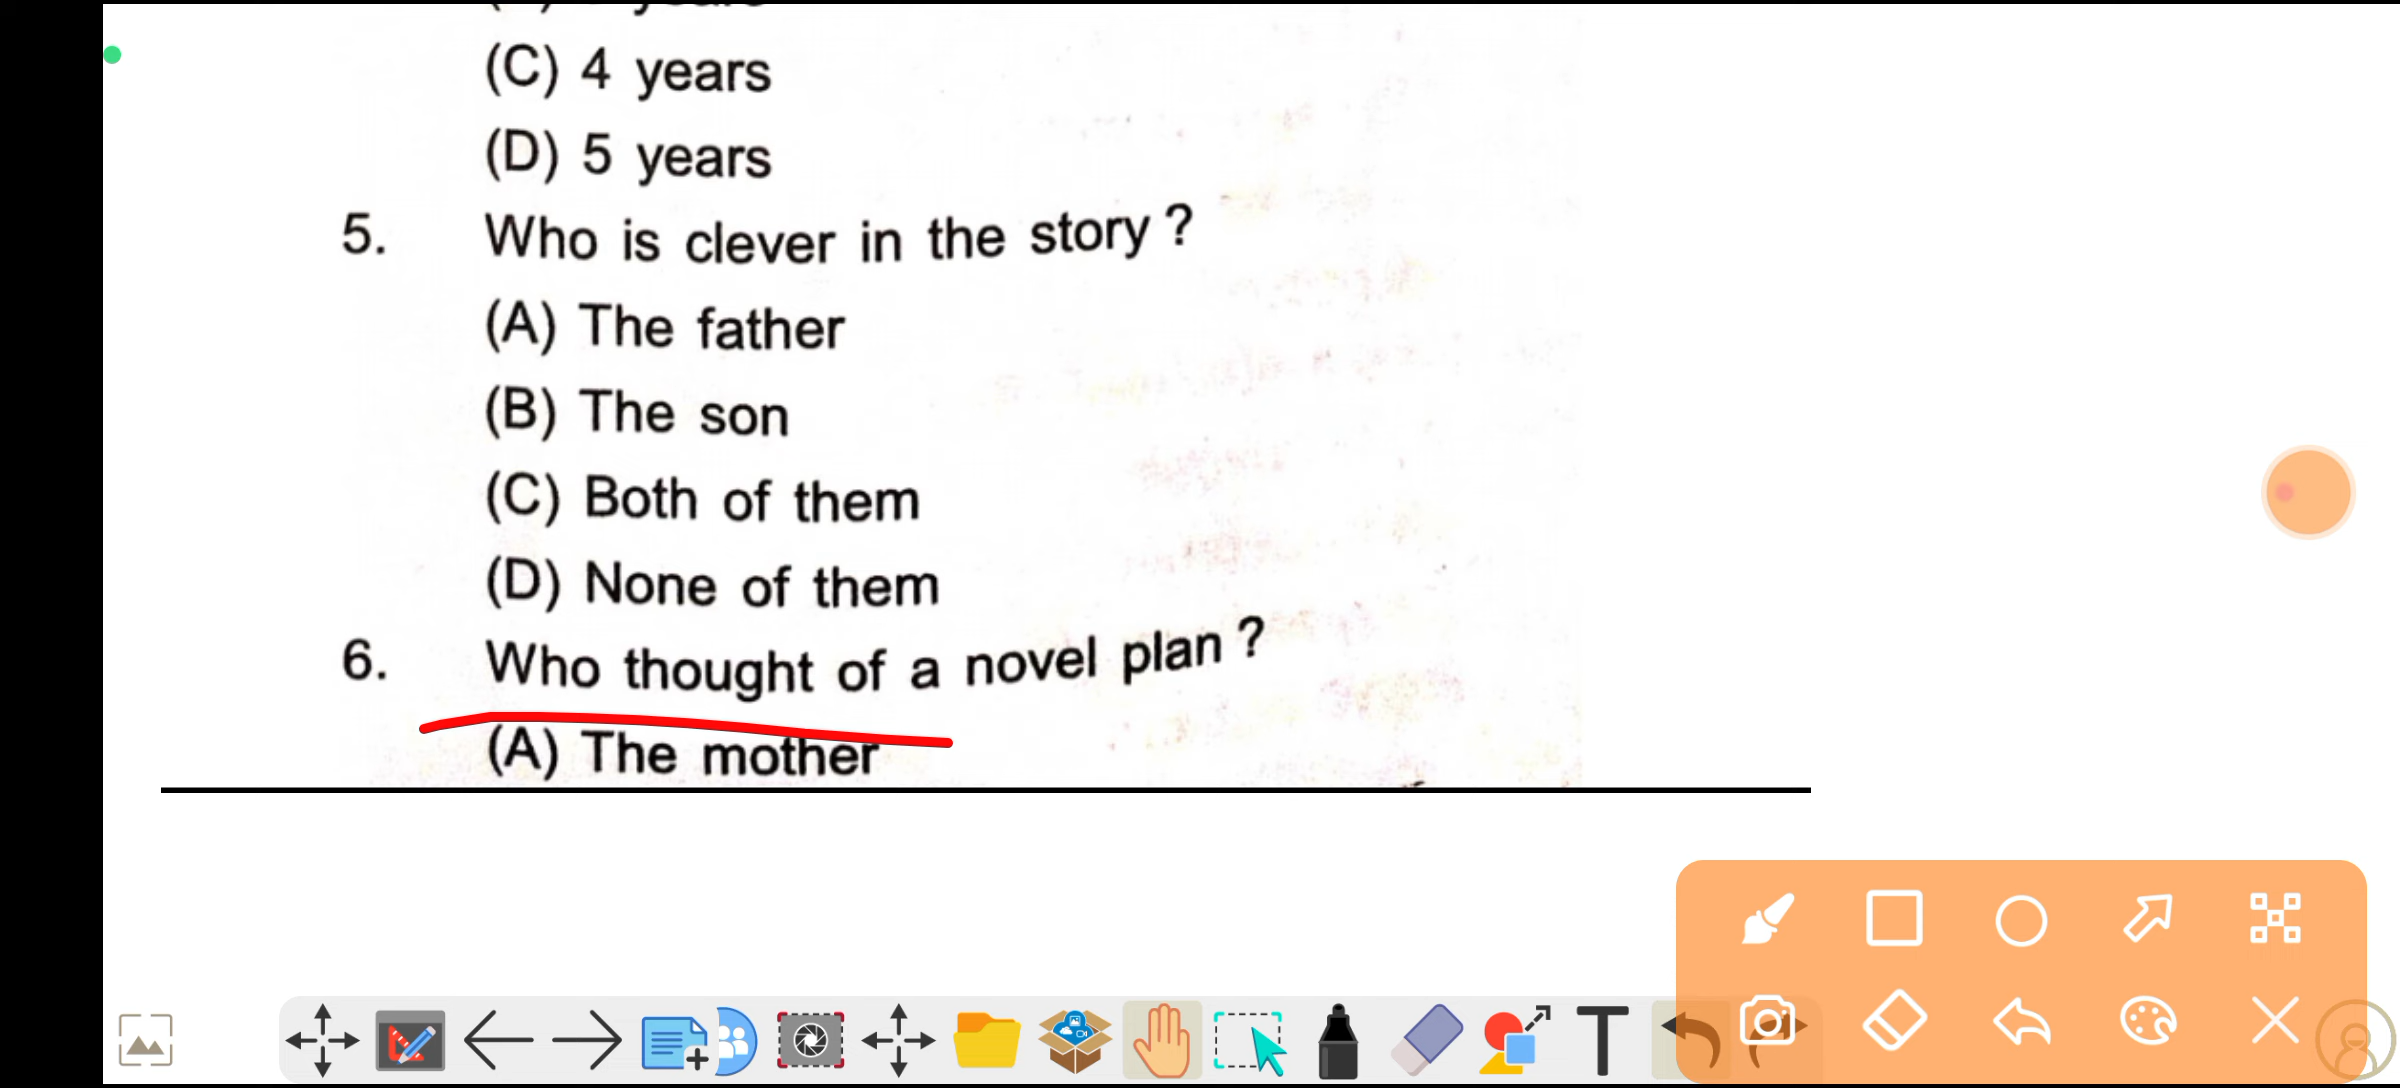 (C) 4 years
(D) 5 years
5. Who is clever in the story ?
(A) The father
(B) The son
(C) Both of them
(D) None of them
6. Who thought of a novel plan ?
(A) The mother